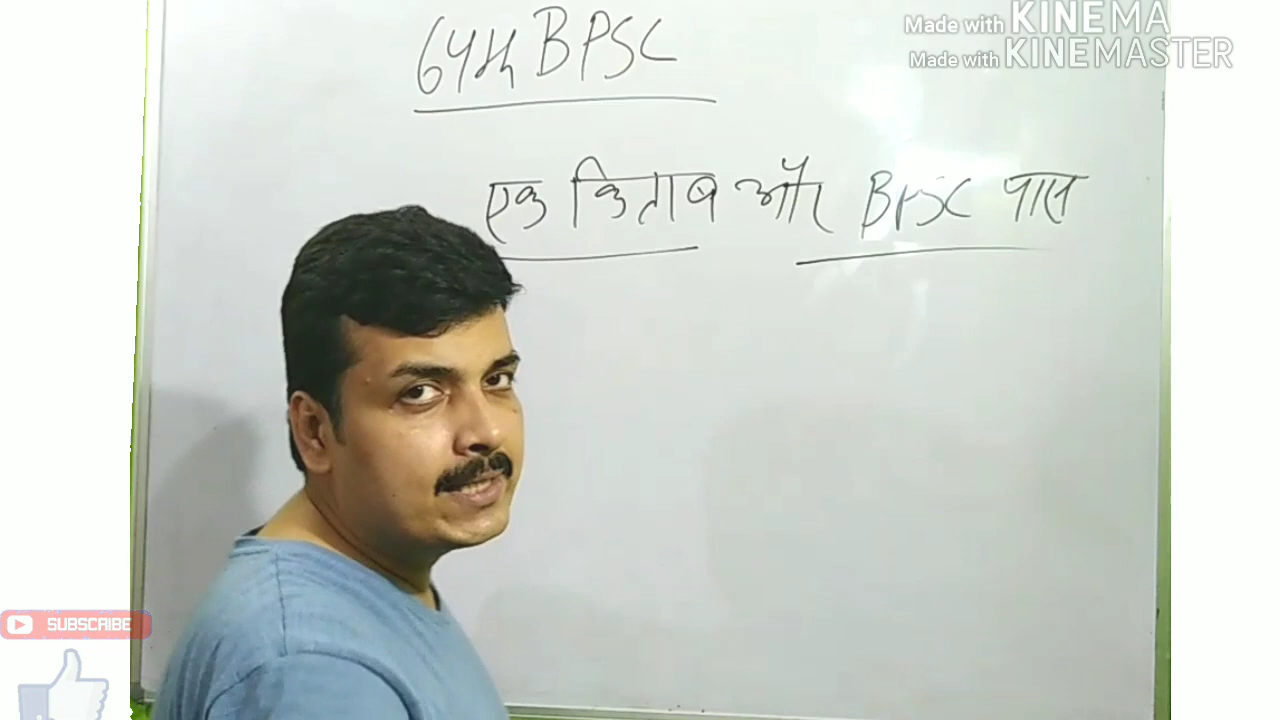 64th BPSC
Made with KINEMA
Made with KINEMASTER
एक किताब और BPSC पास
SUBSCRIBE